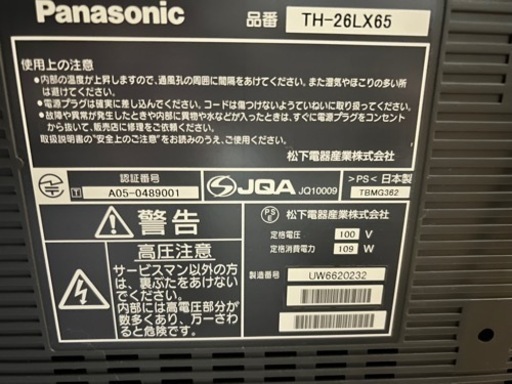 Panasonic 品番 TH-26LX65
使用上の注意
●内部の温度が上昇しますので、通風孔の周囲に間隔をあけてください。また湿気やほこりの多い所
は避けてください。
●電源プラグは確実に差し込んでください。コードは傷つけないようていねいに取り扱ってください。
●故障や異常が発生したときや内部に異物や水などが入ったときは、すぐに電源プラグをコンセント
から抜いて、販売店に修理をご依頼ください。
取扱説明書の"安全上のご注意"をお読みのうえ、ご使用ください。
松下電器産業株式会社
認証番号
A05-0489001
JQA JQ10009
>PS< 日本製
TBMG362
警告
高圧注意
サービスマン以外の方
は、裏ぶたをあけない
でください。
内部には高電圧部分が
数多くあり、万一さわる
と危険です。
PS
E
松下電器産業株式会社
定格電圧 100 V
定格消費電力 109 W
製造番号 UW6620232